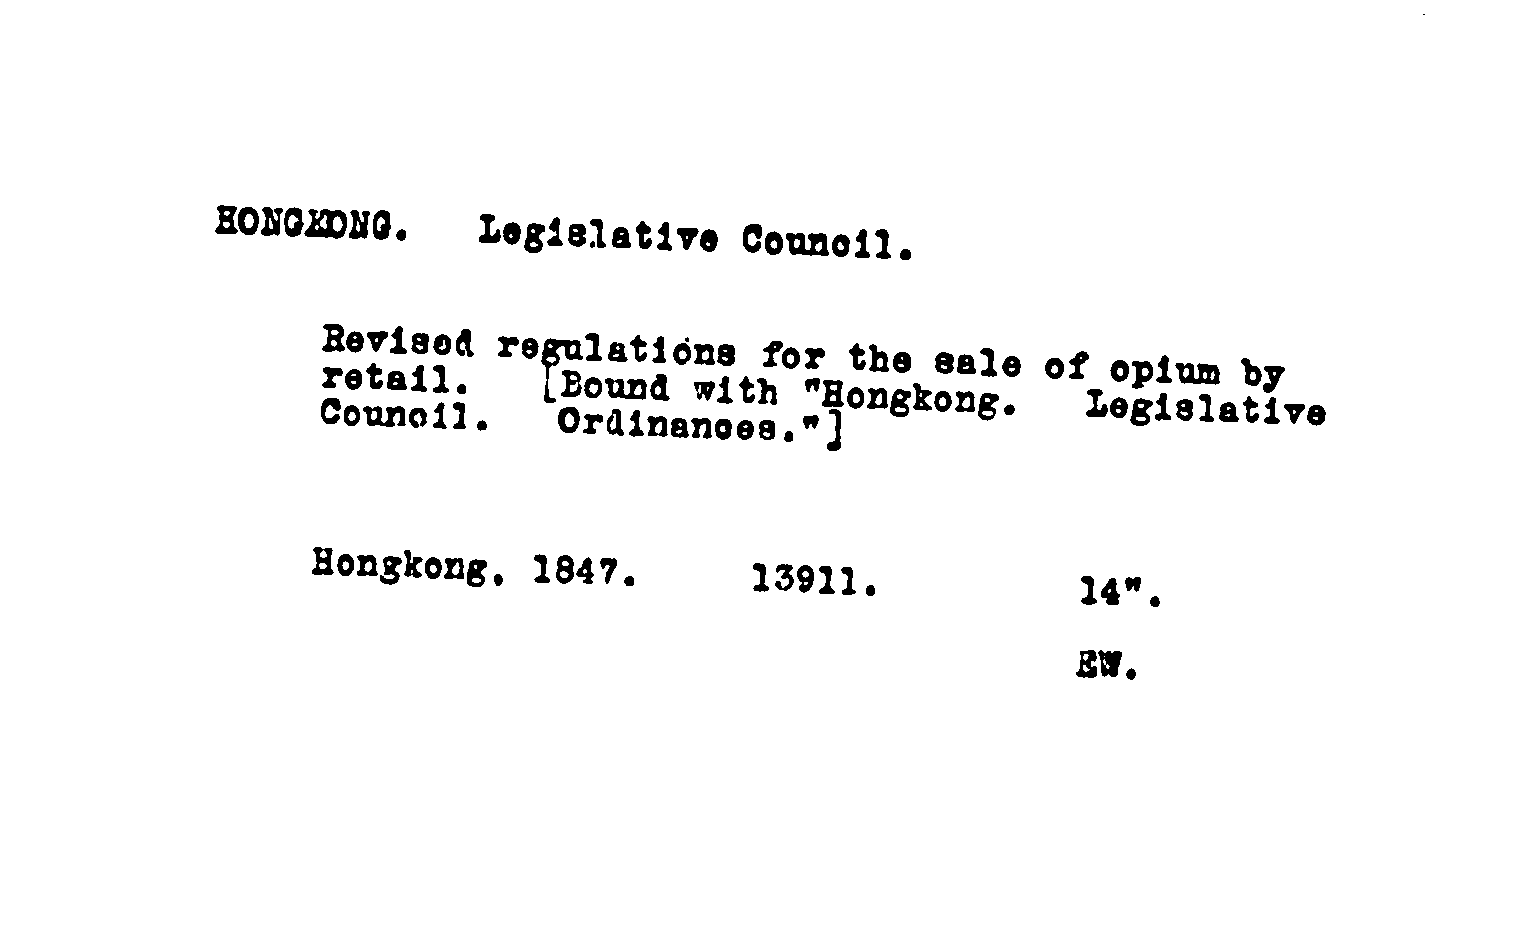 HONGKONG. Legislative Council.
Revised regulations for the sale of opium by
retail. [Bound with "Hongkong. Legislative
Council. Ordinances."]
Hongkong, 1847. 13911. 14".
EW.